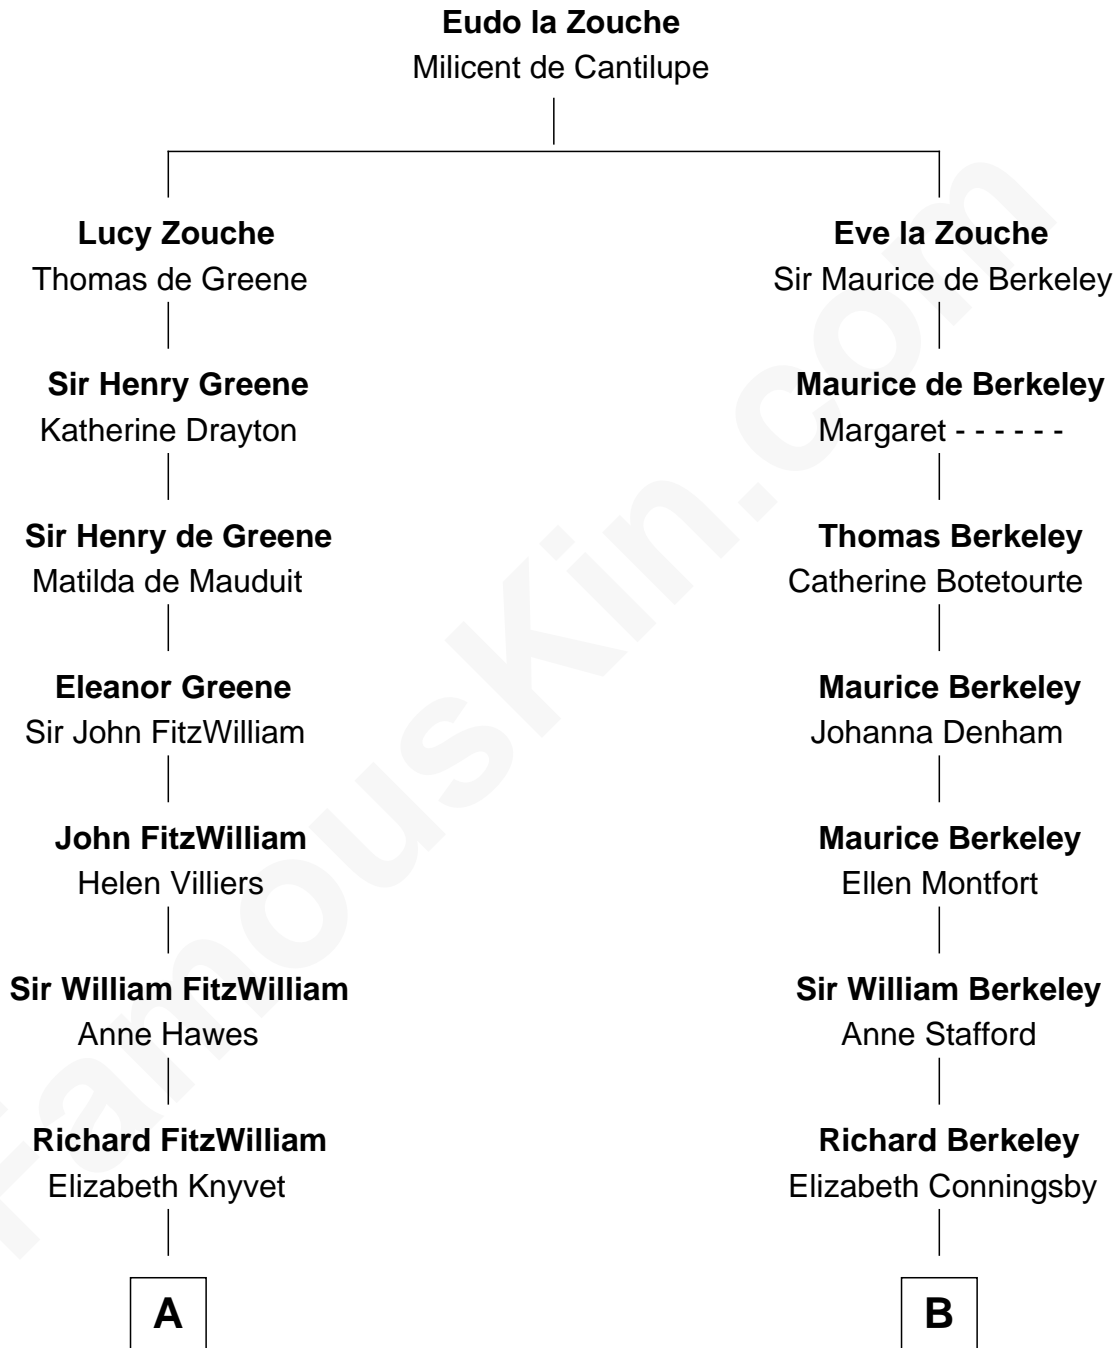 Eudo la Zouche
Milicent de Cantilupe
Lucy Zouche
Thomas de Greene
Eve la Zouche
Sir Maurice de Berkeley
Sir Henry Greene
Katherine Drayton
Maurice de Berkeley
Margaret - - - - - -
Sir Henry de Greene
Matilda de Mauduit
Thomas Berkeley
Catherine Botetourte
Eleanor Greene
Sir John FitzWilliam
Maurice Berkeley
Johanna Denham
John FitzWilliam
Helen Villiers
Maurice Berkeley
Ellen Montfort
Sir William FitzWilliam
Anne Hawes
Sir William Berkeley
Anne Stafford
Richard FitzWilliam
Elizabeth Knyvet
Richard Berkeley
Elizabeth Conningsby
A
B
FamousKin.com